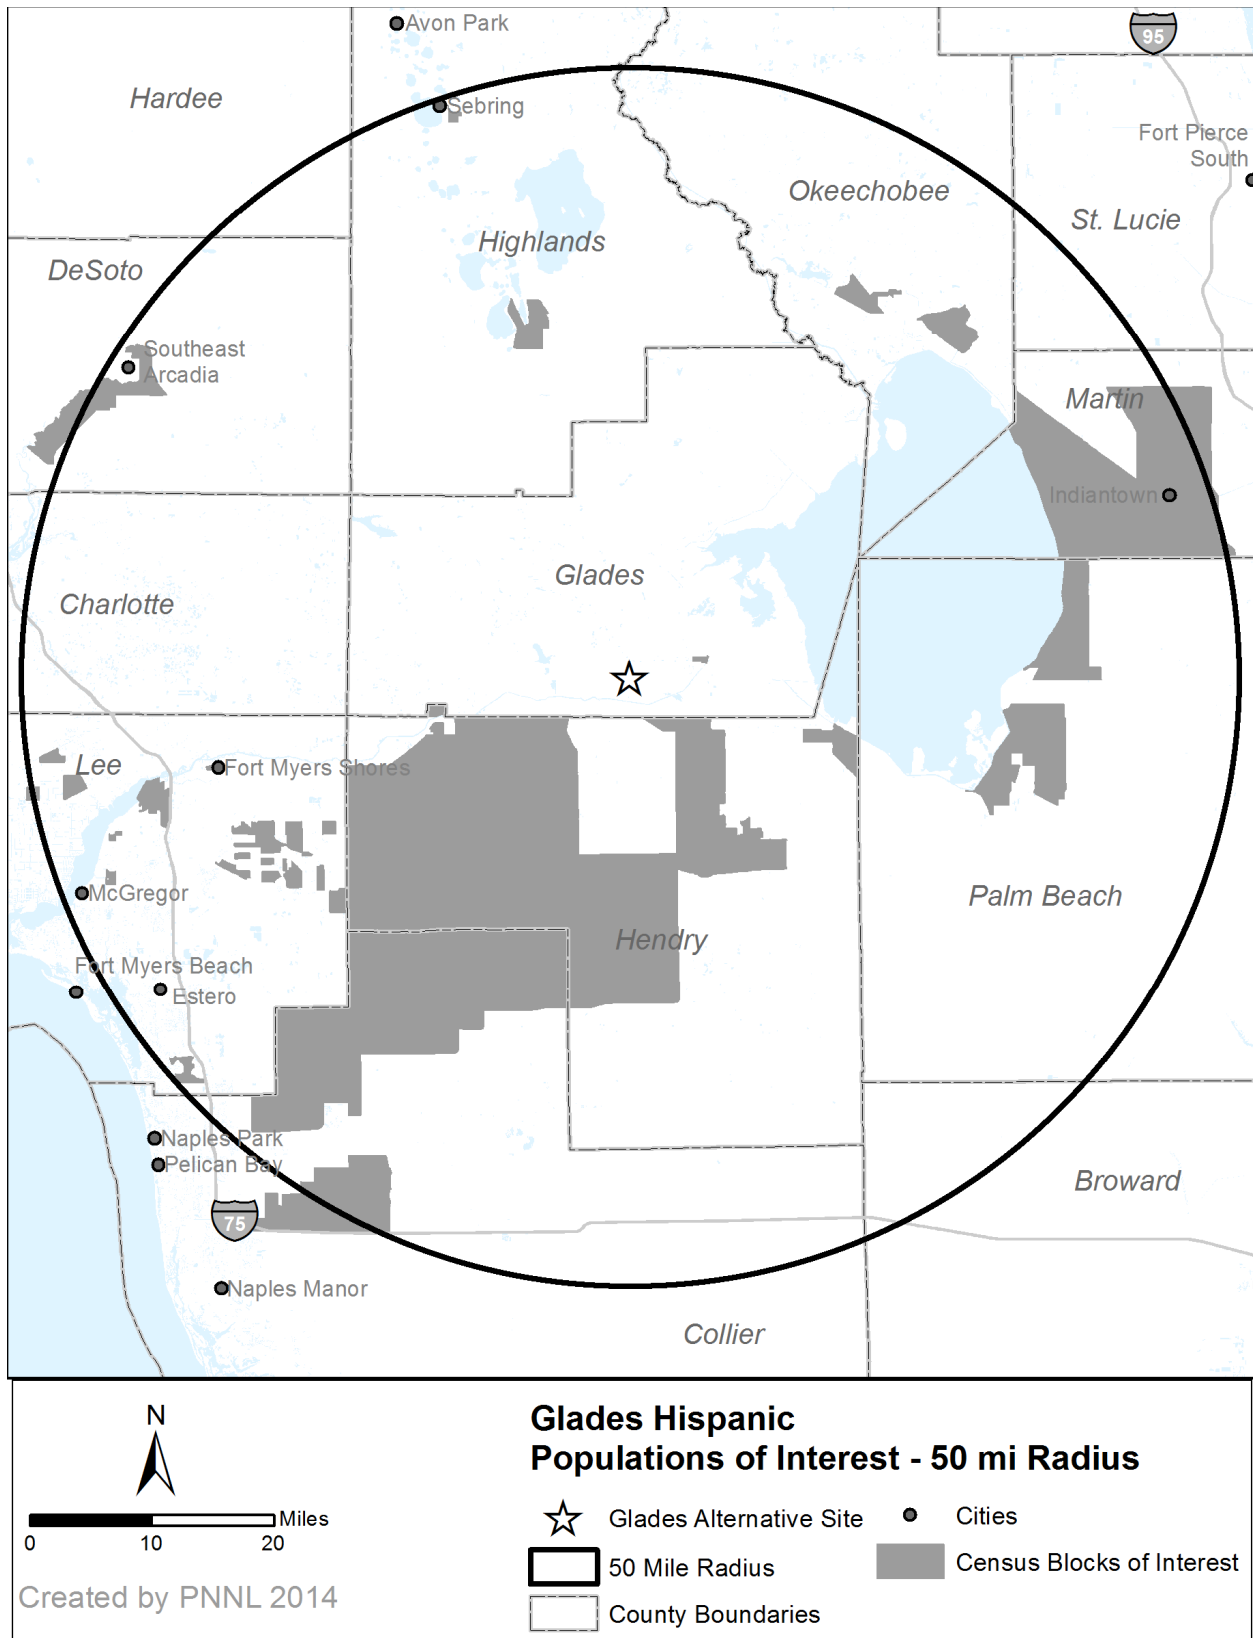 Avon Park
95
Hardee
Sebring
Fort Pierce
South
Okeechobee
St. Lucie
Highlands
DeSoto
Southeast
Arcadia
Martin
Indiantown
Glades
Charlotte
Lee
Fort Myers Shores
McGregor
Palm Beach
Hendry
Fort Myers Beach
Estero
Naples Park
Pelican Bay
Broward
75
Naples Manor
Collier
N
Miles
0 10 20
Created by PNNL 2014
Glades Hispanic
Populations of Interest - 50 mi Radius
Glades Alternative Site
Cities
50 Mile Radius
Census Blocks of Interest
County Boundaries